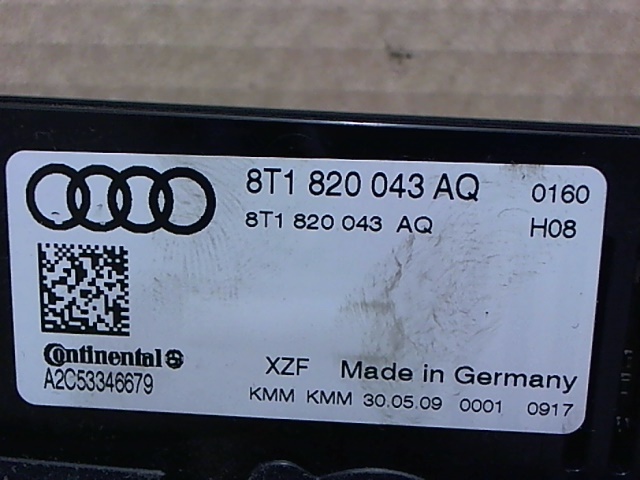 8T1 820 043 AQ 0160
8T1 820 043 AQ H08
Continental
A2C53346679
XZF Made in Germany
KMM KMM 30.05.09 0001 0917